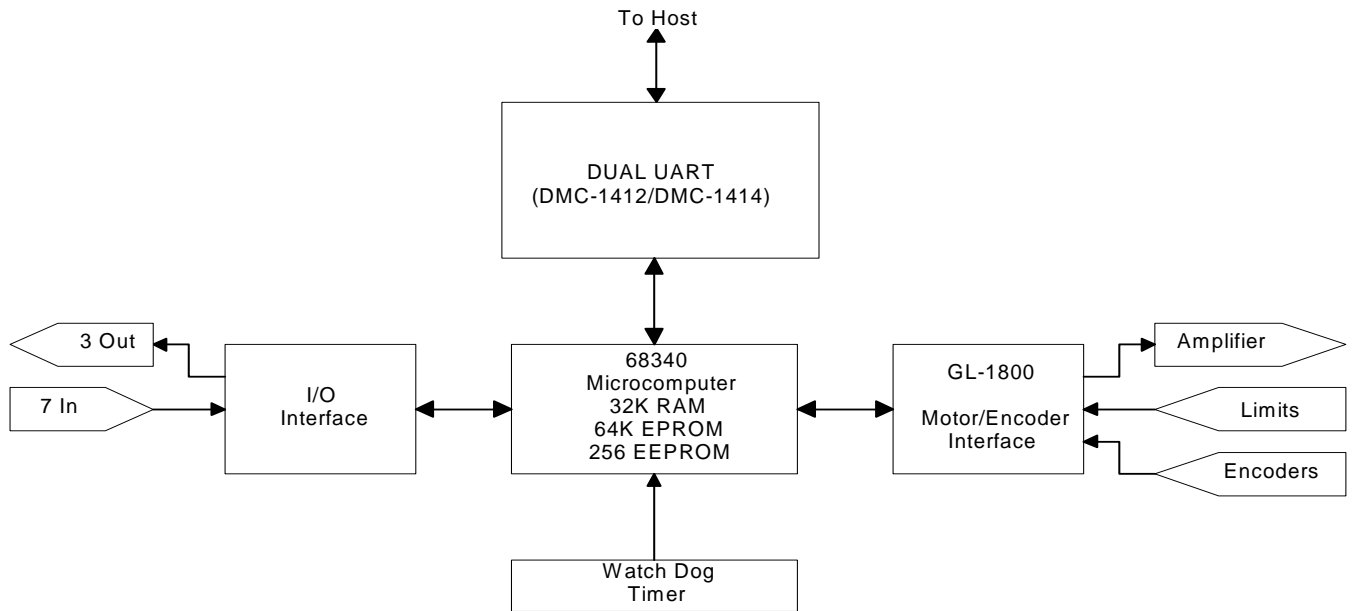 To Host
DUAL UART
(DMC-1412/DMC-1414)
3 Out
7 In
I/O
Interface
68340
Microcomputer
32K RAM
64K EPROM
256 EEPROM
GL-1800
Motor/Encoder
Interface
Amplifier
Limits
Encoders
Watch Dog
Timer